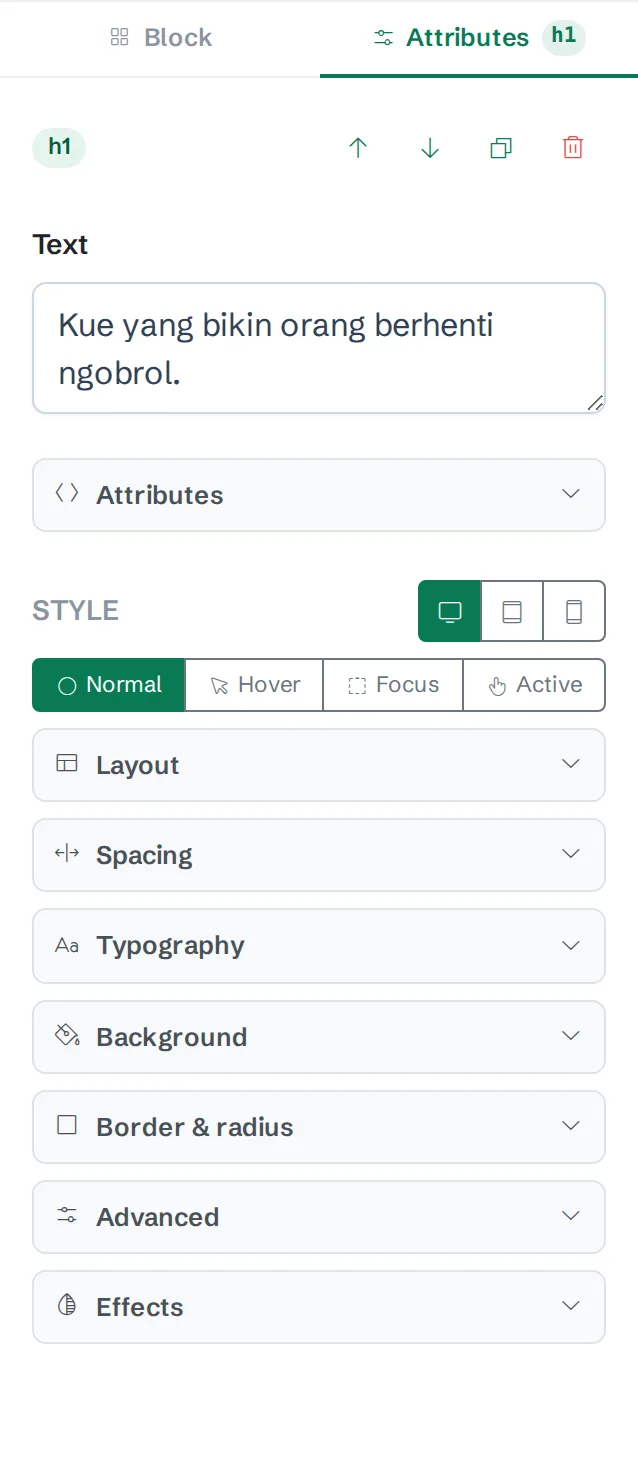 Block
Attributes h1
h1
Text
Kue yang bikin orang berhenti
ngobrol.
Attributes
STYLE
Normal Hover Focus Active
Layout
Spacing
Aa Typography
Background
Border & radius
Advanced
Effects